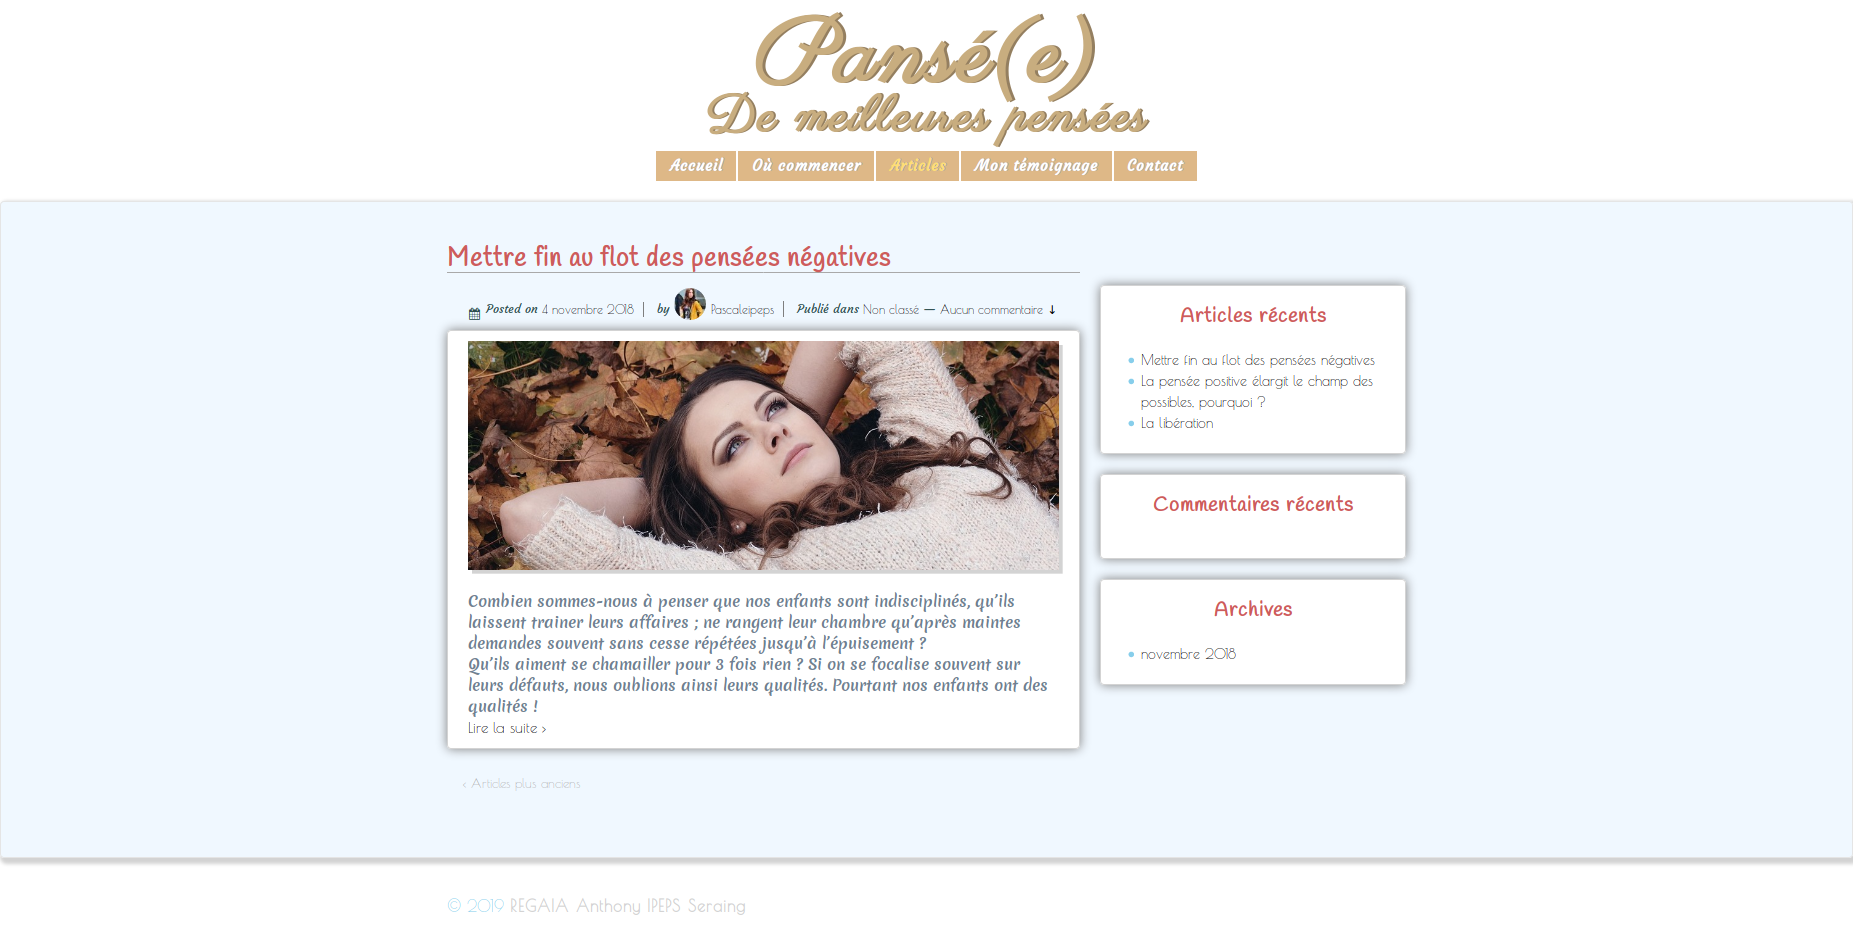 Pansé(e)
De meilleures pensées
Accueil
Où commencer
Articles
Mon témoignage
Contact
Mettre fin au flot des pensées négatives
Posted on 4 novembre 2018 | by Pascaleipeps | Publié dans Non classé — Aucun commentaire ↓
Combien sommes-nous à penser que nos enfants sont indisciplinés, qu’ils
laissent trainer leurs affaires ; ne rangent leur chambre qu’après maintes
demandes souvent sans cesse répétées jusqu’à l’épuisement ?
Qu’ils aiment se chamailler pour 3 fois rien ? Si on se focalise souvent sur
leurs défauts, nous oublions ainsi leurs qualités. Pourtant nos enfants ont des
qualités !
Lire la suite ›
‹ Articles plus anciens
Articles récents
Mettre fin au flot des pensées négatives
La pensée positive élargit le champ des
possibles, pourquoi ?
La libération
Commentaires récents
Archives
novembre 2018
© 2019 REGAIA Anthony IPEPS Seraing